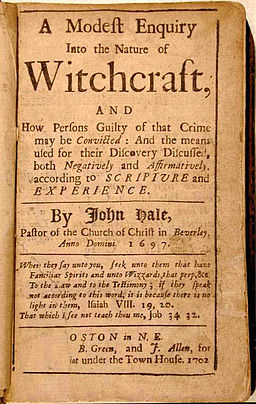 A Modest Enquiry
Into the Nature of
Witchcraft,
AND
How Persons Guilty of that Crime
may be Convicted: And the means
used for their Discovery Discussed,
both Negatively and Affirmatively,
according to SCRIPTURE and
EXPERIENCE.
By John Hale,
Pastor of the Church of Christ in Beverley,
Anno Domini 1697.
When they say unto you, seek unto them that have
Familiar Spirits and unto Wizzards, that peep, &c
To the Law and to the Testimony; if they speak
not according to this word, it is because there is no
light in them, Isaiah VIII. 19, 20.
That which I see not teach thou me, Job 34 32.
OSTON in N. E.
B. Green, and J. Allen, for
iot under the Town House. 1702